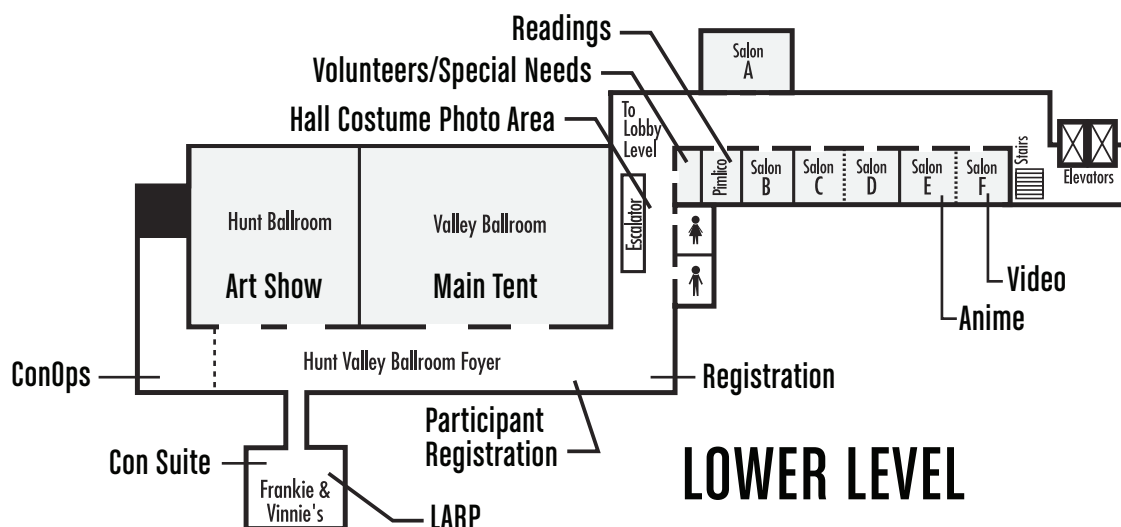 Readings
Salon
A
Volunteers/Special Needs
Hall Costume Photo Area
To
Lobby
Level
Pimlico
Salon
B
Salon
C
Salon
D
Salon
E
Salon
F
Stairs
Elevators
Escalator
Hunt Ballroom
Valley Ballroom
Art Show
Main Tent
Video
Anime
Hunt Valley Ballroom Foyer
ConOps
Registration
Participant
Registration
Con Suite
Frankie &
Vinnie's
LARP
LOWER LEVEL